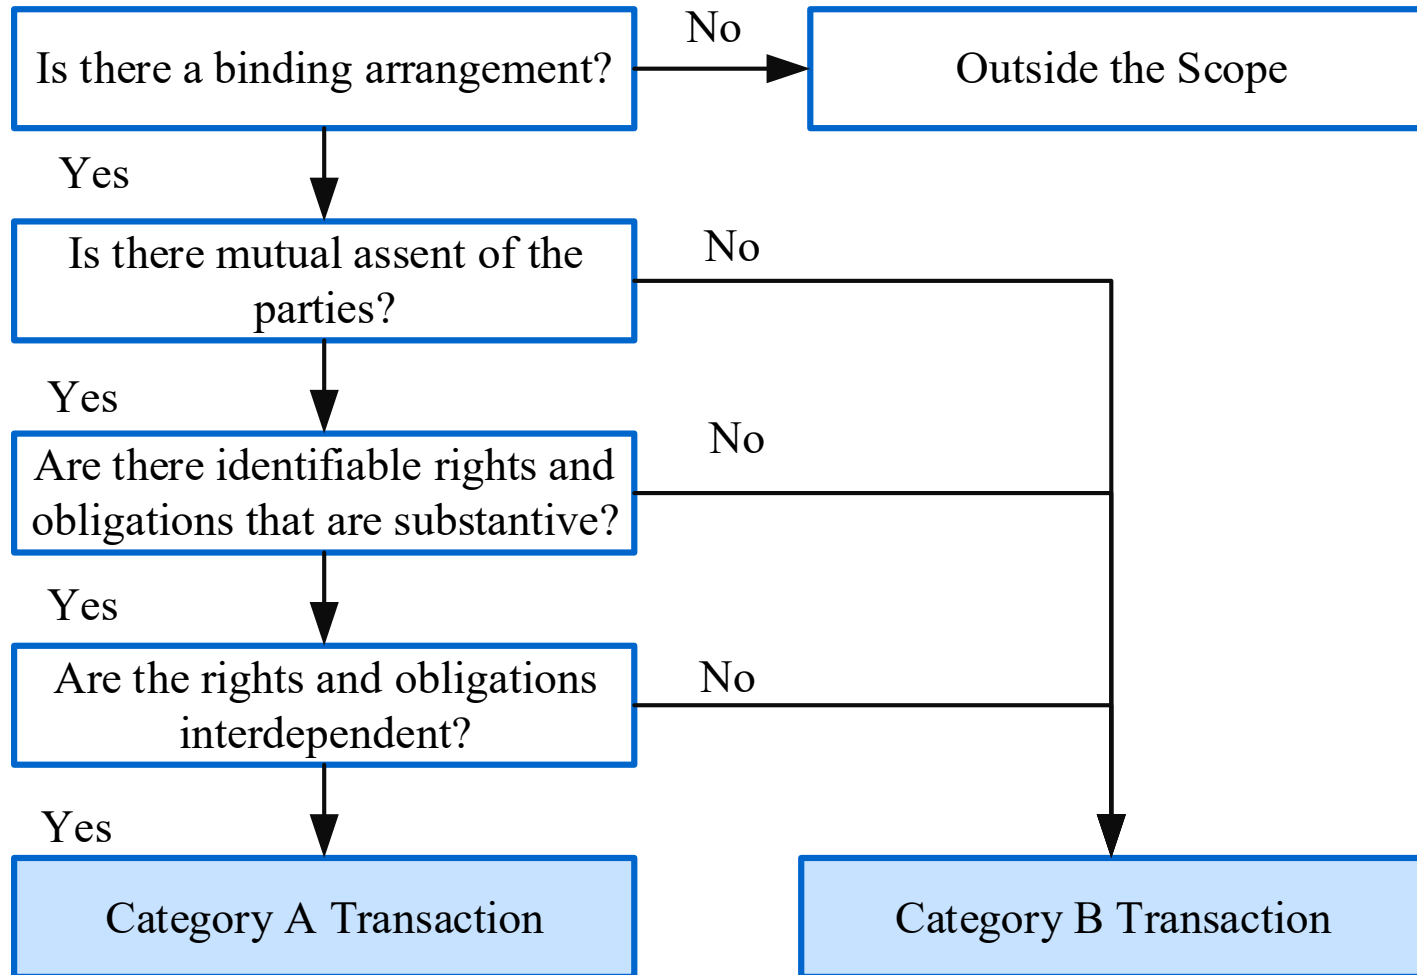 Is there a binding arrangement?
No
Outside the Scope
Yes
Is there mutual assent of the
parties?
No
Yes
Are there identifiable rights and
obligations that are substantive?
No
Yes
Are the rights and obligations
interdependent?
No
Yes
Category A Transaction
Category B Transaction